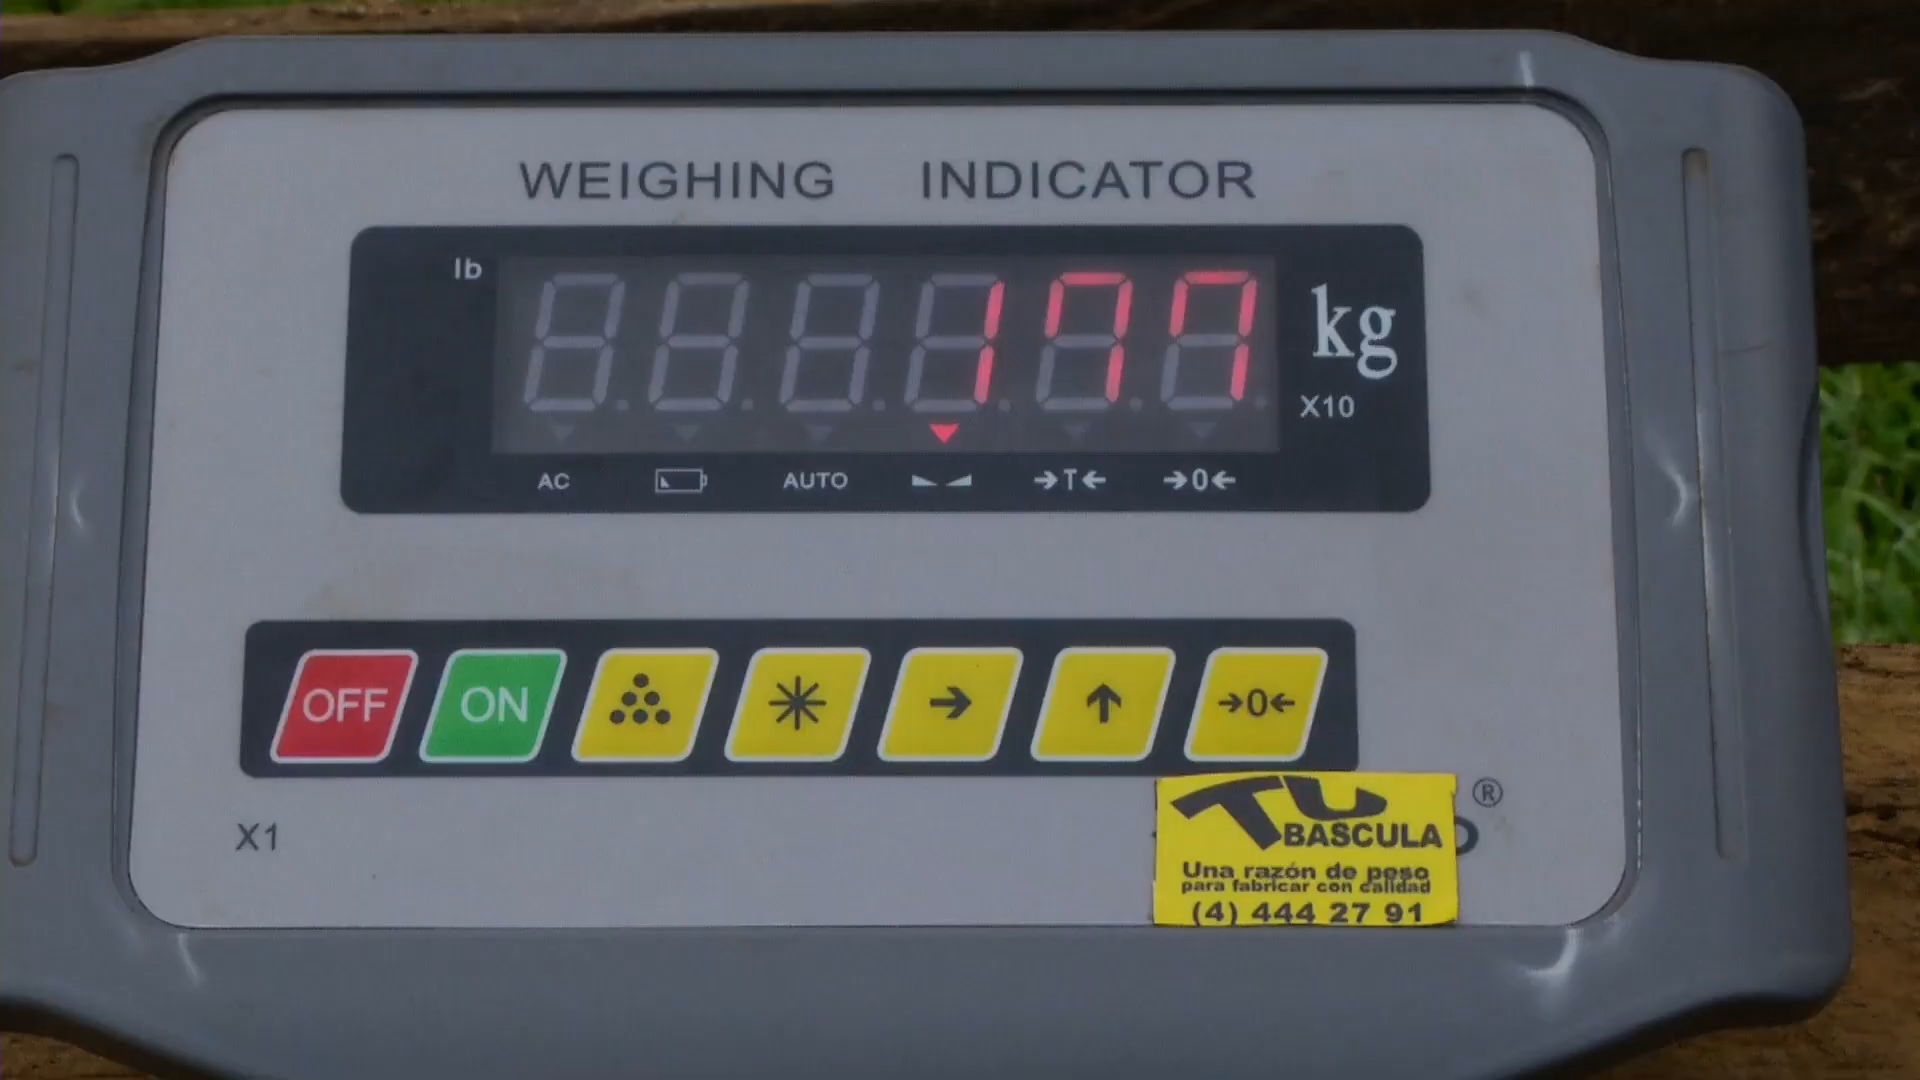 WEIGHING INDICATOR
lb
177
kg
X10
AC
AUTO
→T← →0←
OFF ON →0←
X1
TU
BASCULA
®
Una razón de peso
para fabricar con calidad
(4) 444 27 91